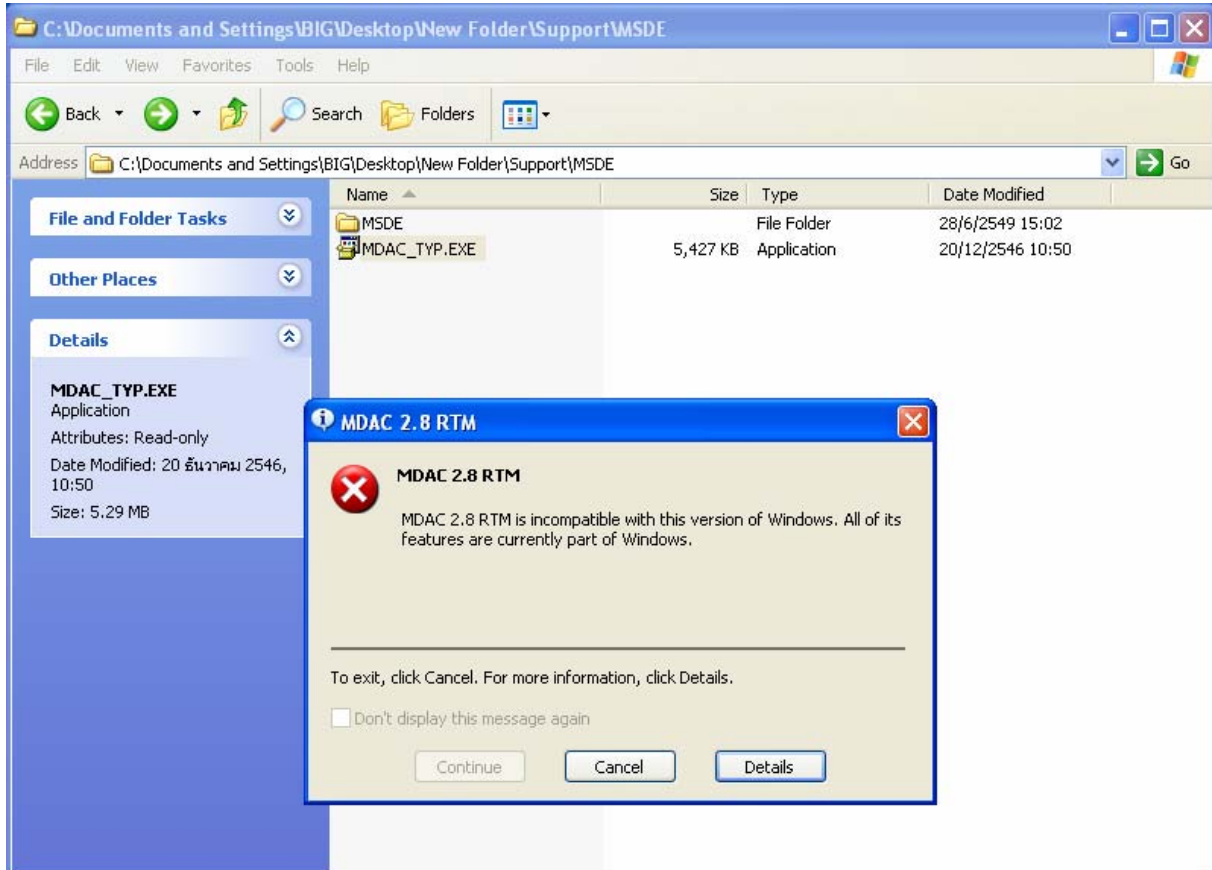 C:\Documents and Settings\BIG\Desktop\New Folder\Support\MSDE
File Edit View Favorites Tools Help
Back Search Folders
Address C:\Documents and Settings\BIG\Desktop\New Folder\Support\MSDE Go
Name Size Type Date Modified
File and Folder Tasks
MSDE File Folder 28/6/2549 15:02
MDAC_TYP.EXE 5,427 KB Application 20/12/2546 10:50
Other Places
Details
MDAC_TYP.EXE
Application
Attributes: Read-only
Date Modified: 20 ธันวาคม 2546,
10:50
Size: 5.29 MB
MDAC 2.8 RTM
MDAC 2.8 RTM
MDAC 2.8 RTM is incompatible with this version of Windows. All of its
features are currently part of Windows.
To exit, click Cancel. For more information, click Details.
Don't display this message again
Continue Cancel Details